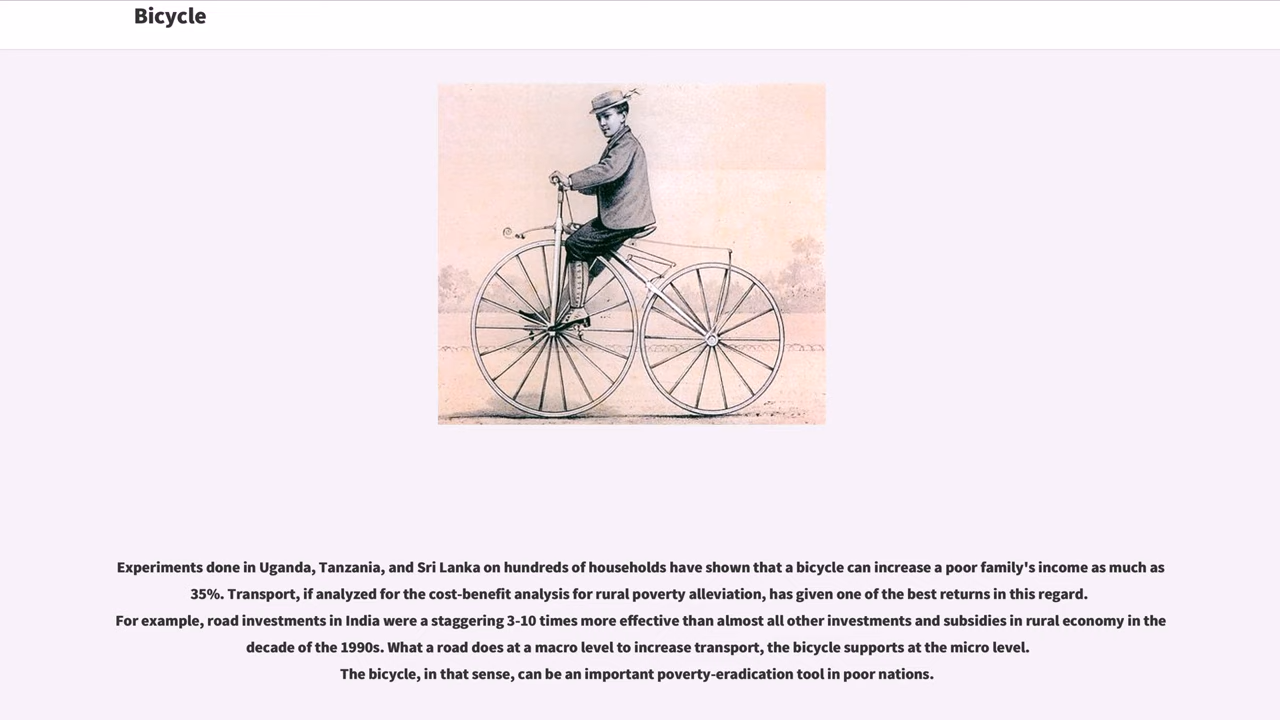 Bicycle
Experiments done in Uganda, Tanzania, and Sri Lanka on hundreds of households have shown that a bicycle can increase a poor family's income as much as
35%. Transport, if analyzed for the cost-benefit analysis for rural poverty alleviation, has given one of the best returns in this regard.
For example, road investments in India were a staggering 3-10 times more effective than almost all other investments and subsidies in rural economy in the
decade of the 1990s. What a road does at a macro level to increase transport, the bicycle supports at the micro level.
The bicycle, in that sense, can be an important poverty-eradication tool in poor nations.